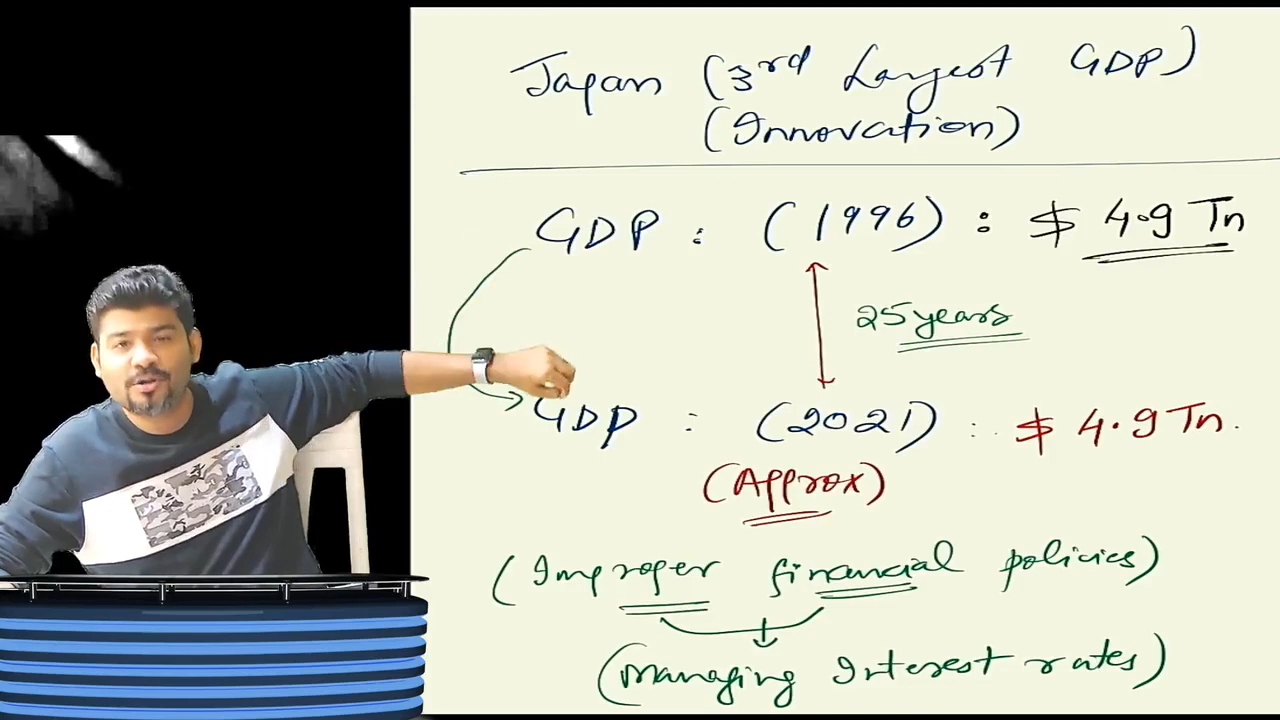 Japan (3rd Largest GDP)
(Innovation)
GDP : (1996) : $ 4.9 Tn
25 years
GDP : (2021) : $ 4.9 Tn.
(Approx)
(Improper financial policies)
(Managing Interest rates)